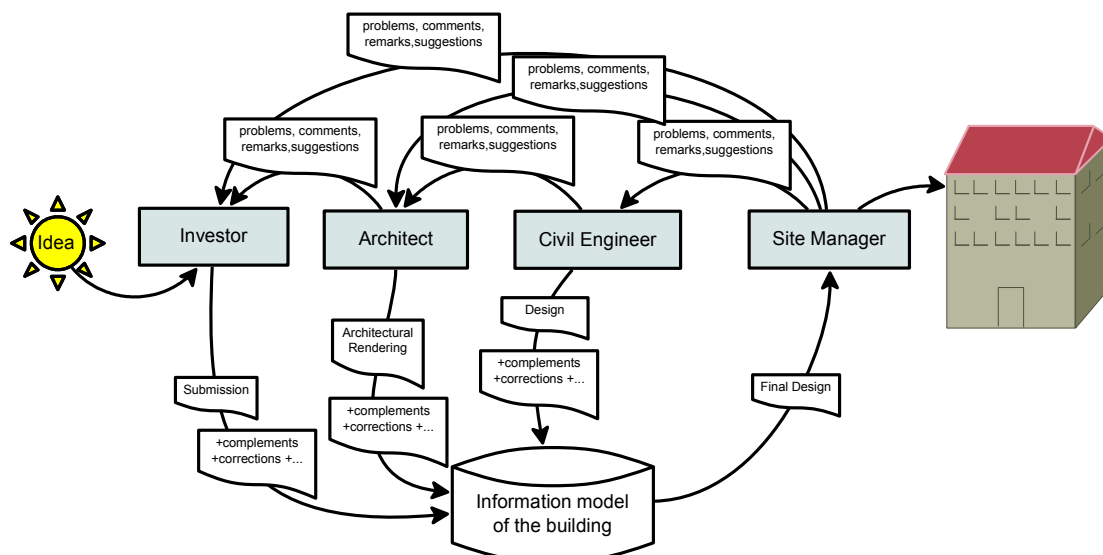 problems, comments,
remarks,suggestions
problems, comments,
remarks,suggestions
problems, comments,
remarks,suggestions
problems, comments,
remarks,suggestions
problems, comments,
remarks,suggestions
Idea
Investor
Architect
Civil Engineer
Site Manager
Design
Architectural
Rendering
+complements
+corrections +...
Submission
Final Design
+complements
+corrections +...
+complements
+corrections +...
Information model
of the building